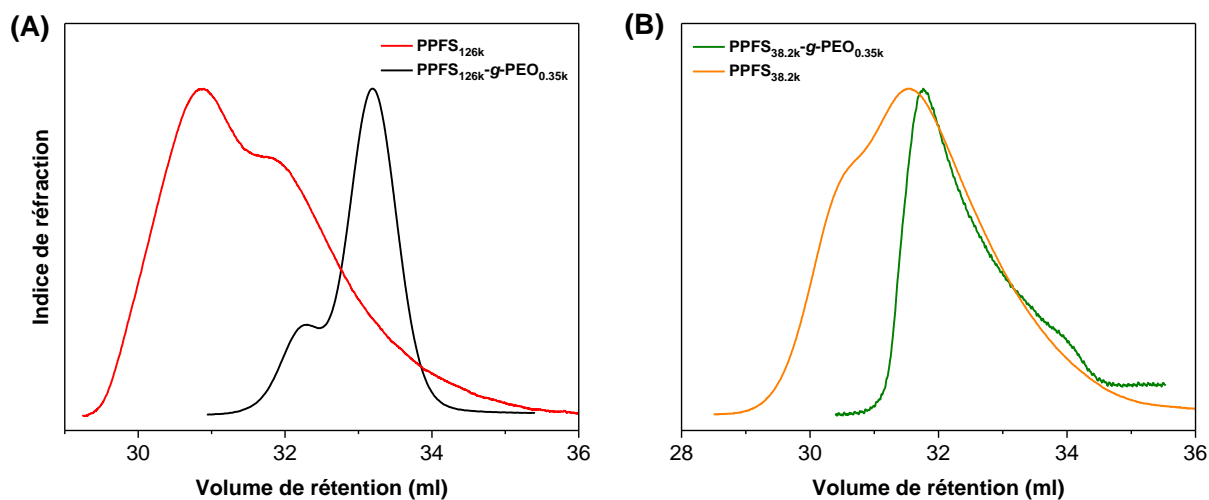 (A)
PPFS126k
PPFS126k-g-PEO0.35k
Indice de réfraction
30 32 34 36
Volume de rétention (ml)
(B)
PPFS38.2k-g-PEO0.35k
PPFS38.2k
28 30 32 34 36
Volume de rétention (ml)